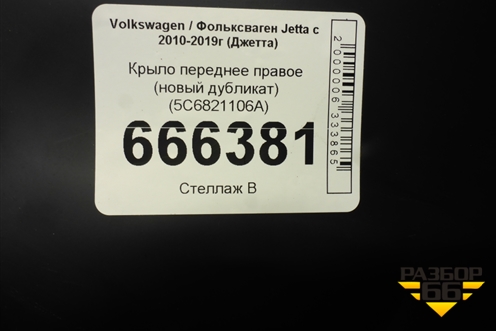 Volkswagen / Фольксваген Jetta с
2010-2019г (Джетта)
Крыло переднее правое
(новый дубликат)
(5C6821106A)
666381
Стеллаж В
2000006333865
РАЗБОР
66